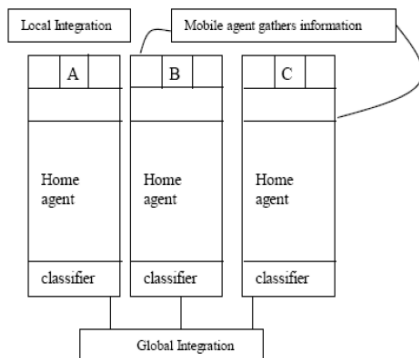 Local Integration
Mobile agent gathers information
A
B
C
Home
agent
Home
agent
Home
agent
classifier
classifier
classifier
Global Integration